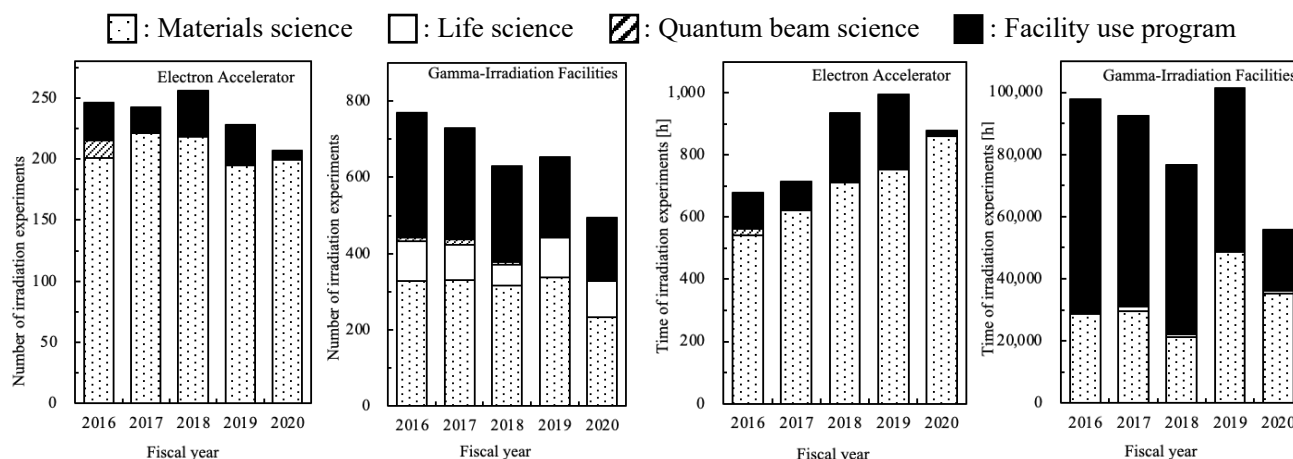 : Materials science : Life science : Quantum beam science : Facility use program
Electron Accelerator
Number of irradiation experiments
250
200
150
100
50
0
2016 2017 2018 2019 2020
Fiscal year
Gamma-Irradiation Facilities
Number of irradiation experiments
800
600
400
200
0
2016 2017 2018 2019 2020
Fiscal year
Electron Accelerator
Time of irradiation experiments [h]
1,000
800
600
400
200
0
2016 2017 2018 2019 2020
Fiscal year
Gamma-Irradiation Facilities
Time of irradiation experiments [h]
100,000
80,000
60,000
40,000
20,000
0
2016 2017 2018 2019 2020
Fiscal year